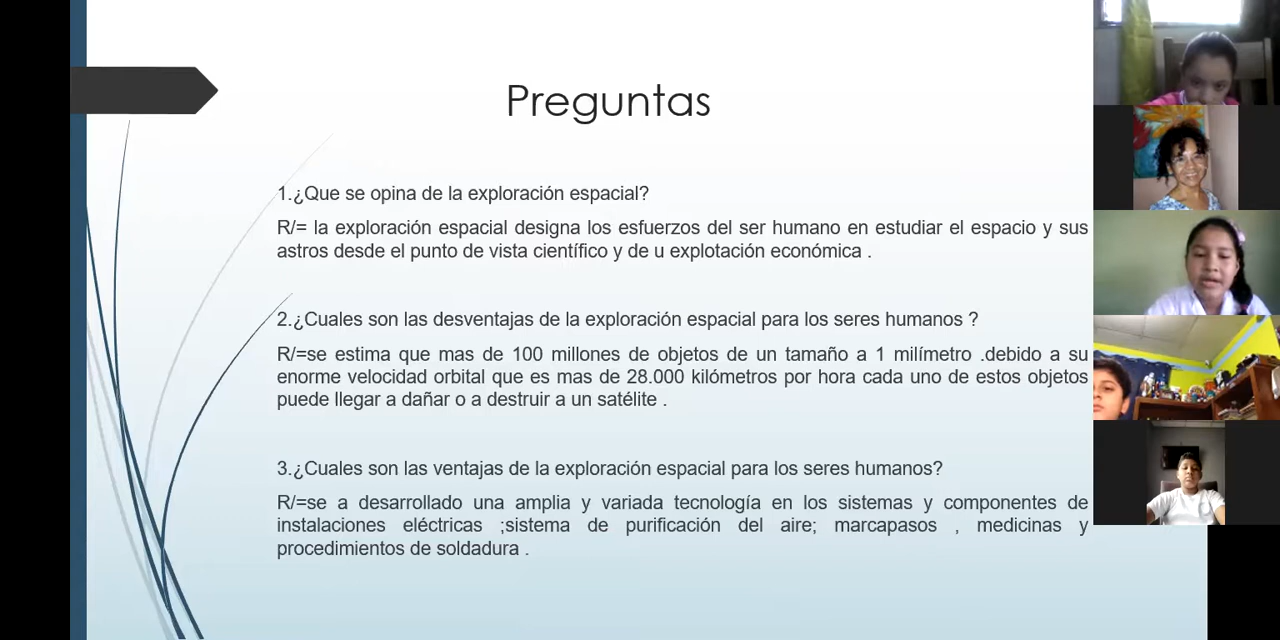 Preguntas
1.¿Que se opina de la exploración espacial?
R/= la exploración espacial designa los esfuerzos del ser humano en estudiar el espacio y sus
astros desde el punto de vista científico y de u explotación económica .
2.¿Cuales son las desventajas de la exploración espacial para los seres humanos ?
R/=se estima que mas de 100 millones de objetos de un tamaño a 1 milímetro .debido a su
enorme velocidad orbital que es mas de 28.000 kilómetros por hora cada uno de estos objetos
puede llegar a dañar o a destruir a un satélite .
3.¿Cuales son las ventajas de la exploración espacial para los seres humanos?
R/=se a desarrollado una amplia y variada tecnología en los sistemas y componentes de
instalaciones eléctricas ;sistema de purificación del aire; marcapasos , medicinas y
procedimientos de soldadura .